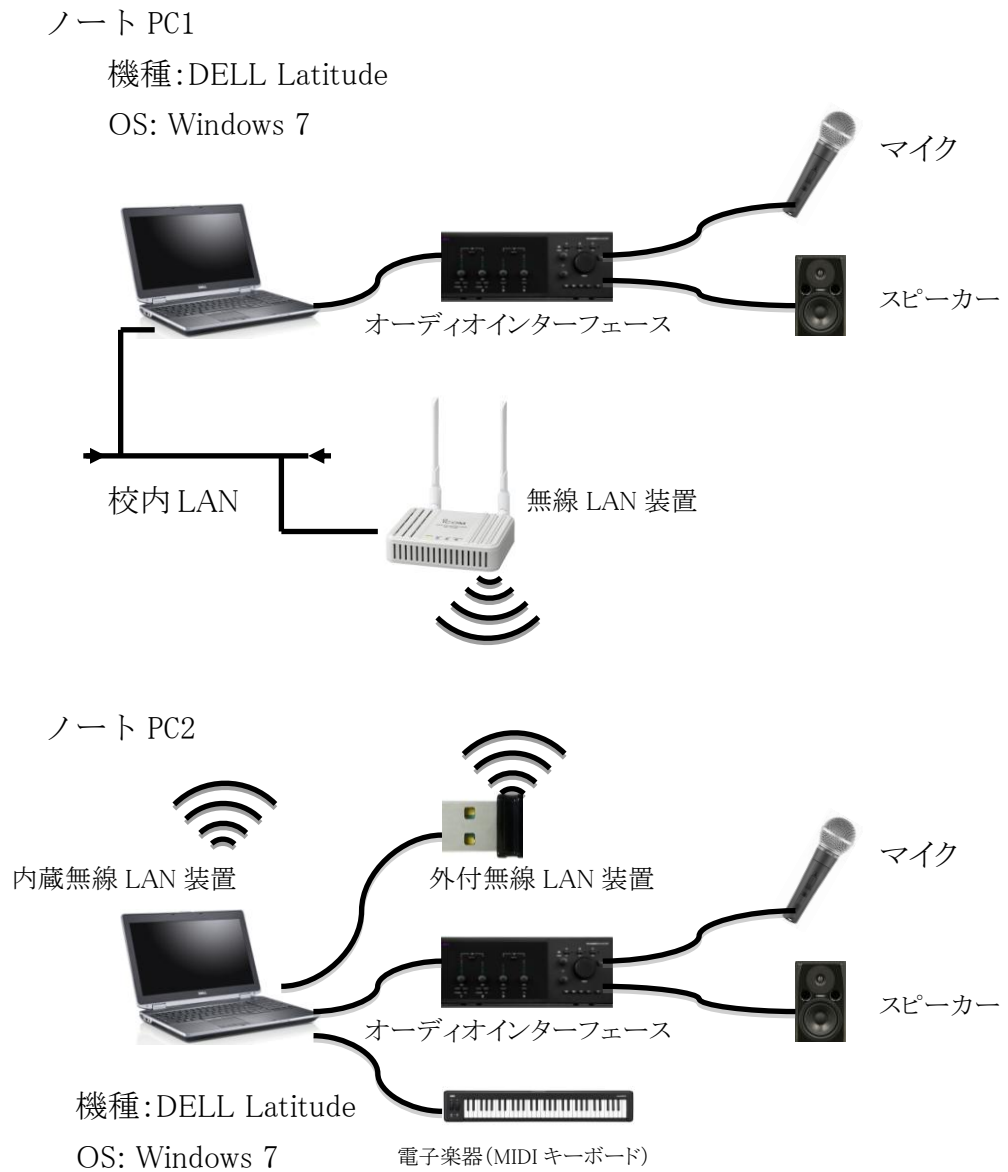 ノート PC1
機種:DELL Latitude
OS: Windows 7
マイク
スピーカー
オーディオインターフェース
校内 LAN
無線 LAN 装置
ノート PC2
内蔵無線 LAN 装置
外付無線 LAN 装置
マイク
スピーカー
オーディオインターフェース
機種:DELL Latitude
OS: Windows 7
電子楽器(MIDI キーボード)